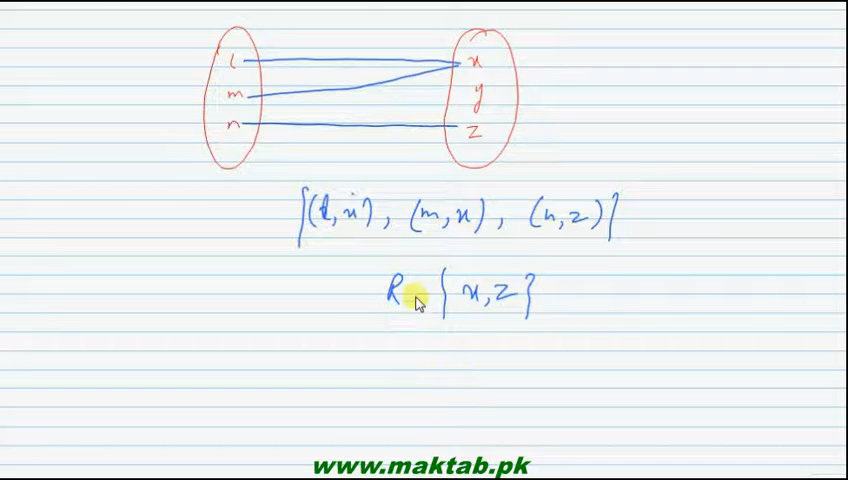 l x
m y
n z
{(l,x), (m,x), (n,z)}
R {x,z}
www.maktab.pk